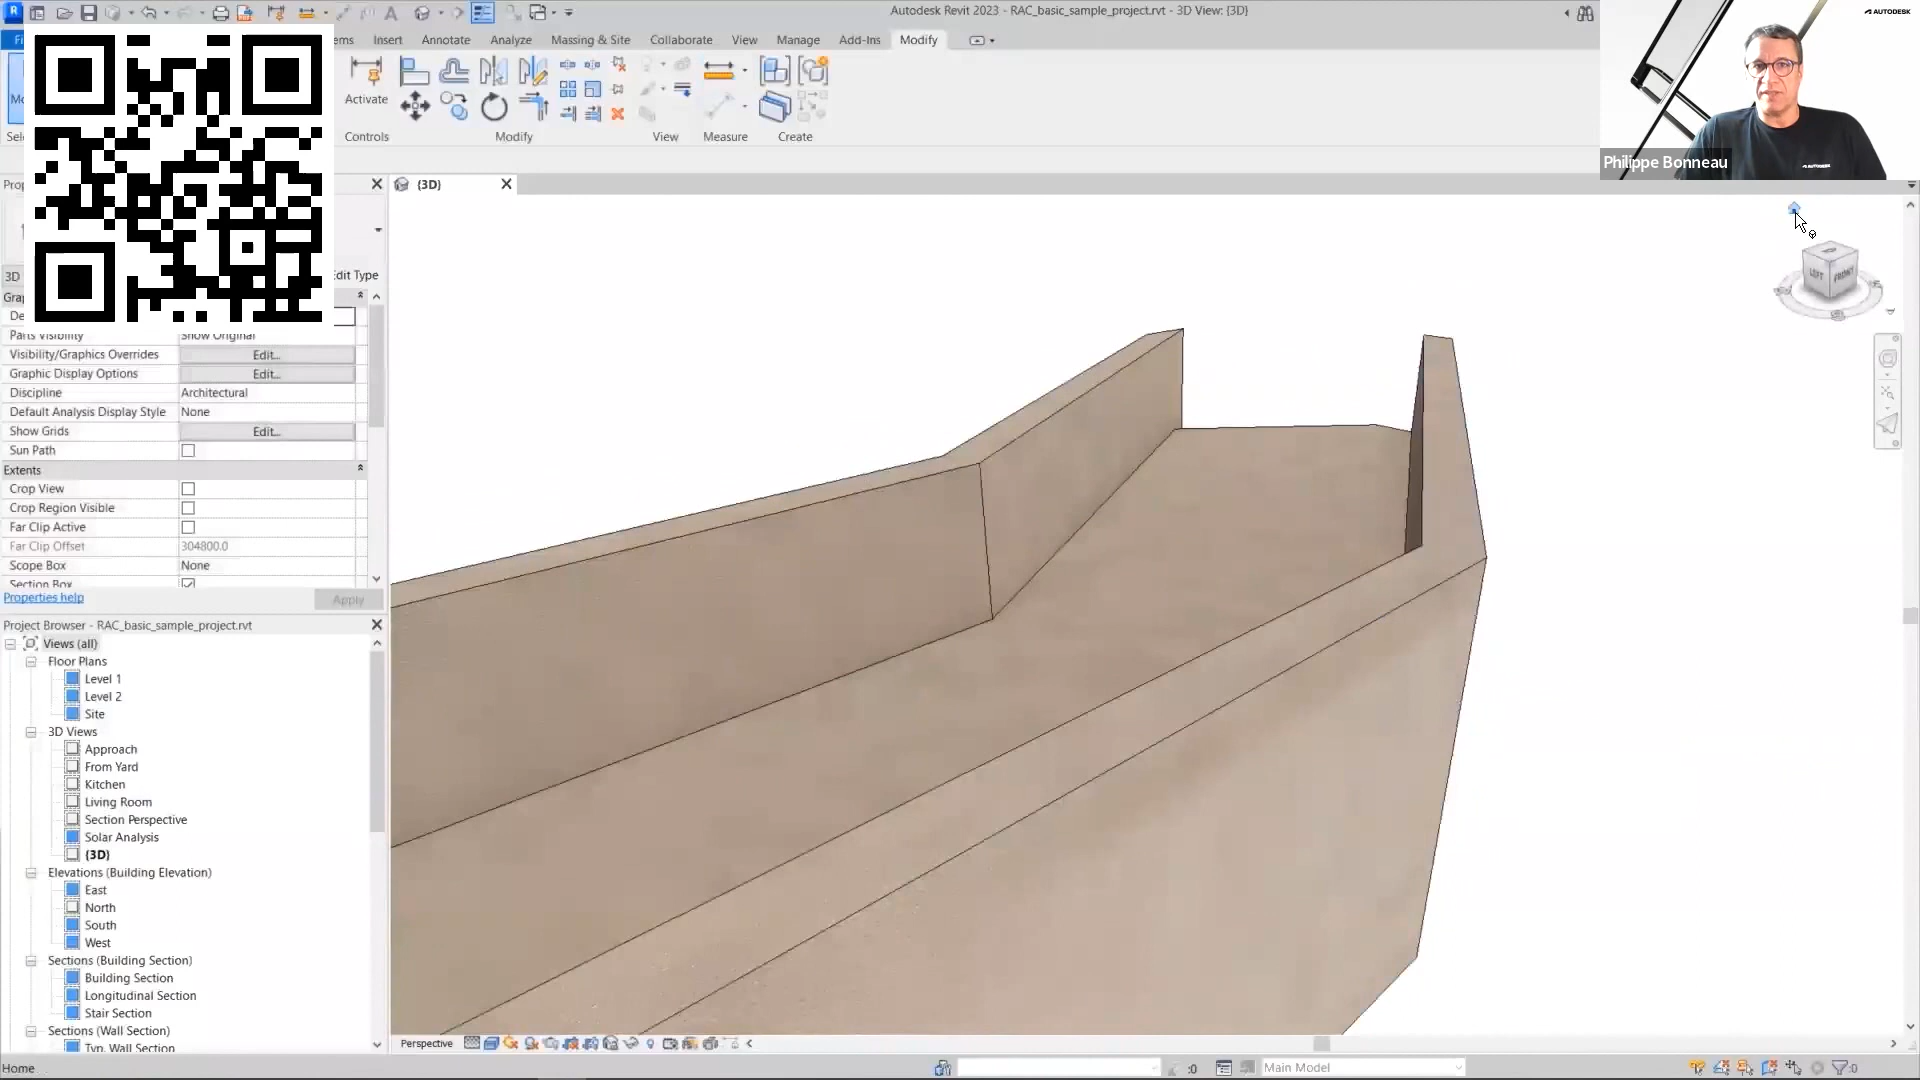 Autodesk Revit 2023 - RAC_basic_sample_project.rvt - 3D View: {3D}
AUTODESK
Insert
Annotate
Analyze
Massing & Site
Collaborate
View
Manage
Add-Ins
Modify
Activate
Controls
Modify
View
Measure
Create
Philippe Bonneau
AUTODESK
{3D}
LEFT
FRONT
3D
Edit Type
Parts Visibility Show Original
Visibility/Graphics Overrides Edit...
Graphic Display Options Edit...
Discipline Architectural
Default Analysis Display Style None
Show Grids Edit...
Sun Path
Extents
Crop View
Crop Region Visible
Far Clip Active
Far Clip Offset 304800.0
Scope Box None
Section Box
Properties help
Apply
Project Browser - RAC_basic_sample_project.rvt
Views (all)
Floor Plans
Level 1
Level 2
Site
3D Views
Approach
From Yard
Kitchen
Living Room
Section Perspective
Solar Analysis
{3D}
Elevations (Building Elevation)
East
North
South
West
Sections (Building Section)
Building Section
Longitudinal Section
Stair Section
Sections (Wall Section)
Typ. Wall Section
Perspective
Home
:0
Main Model
:0